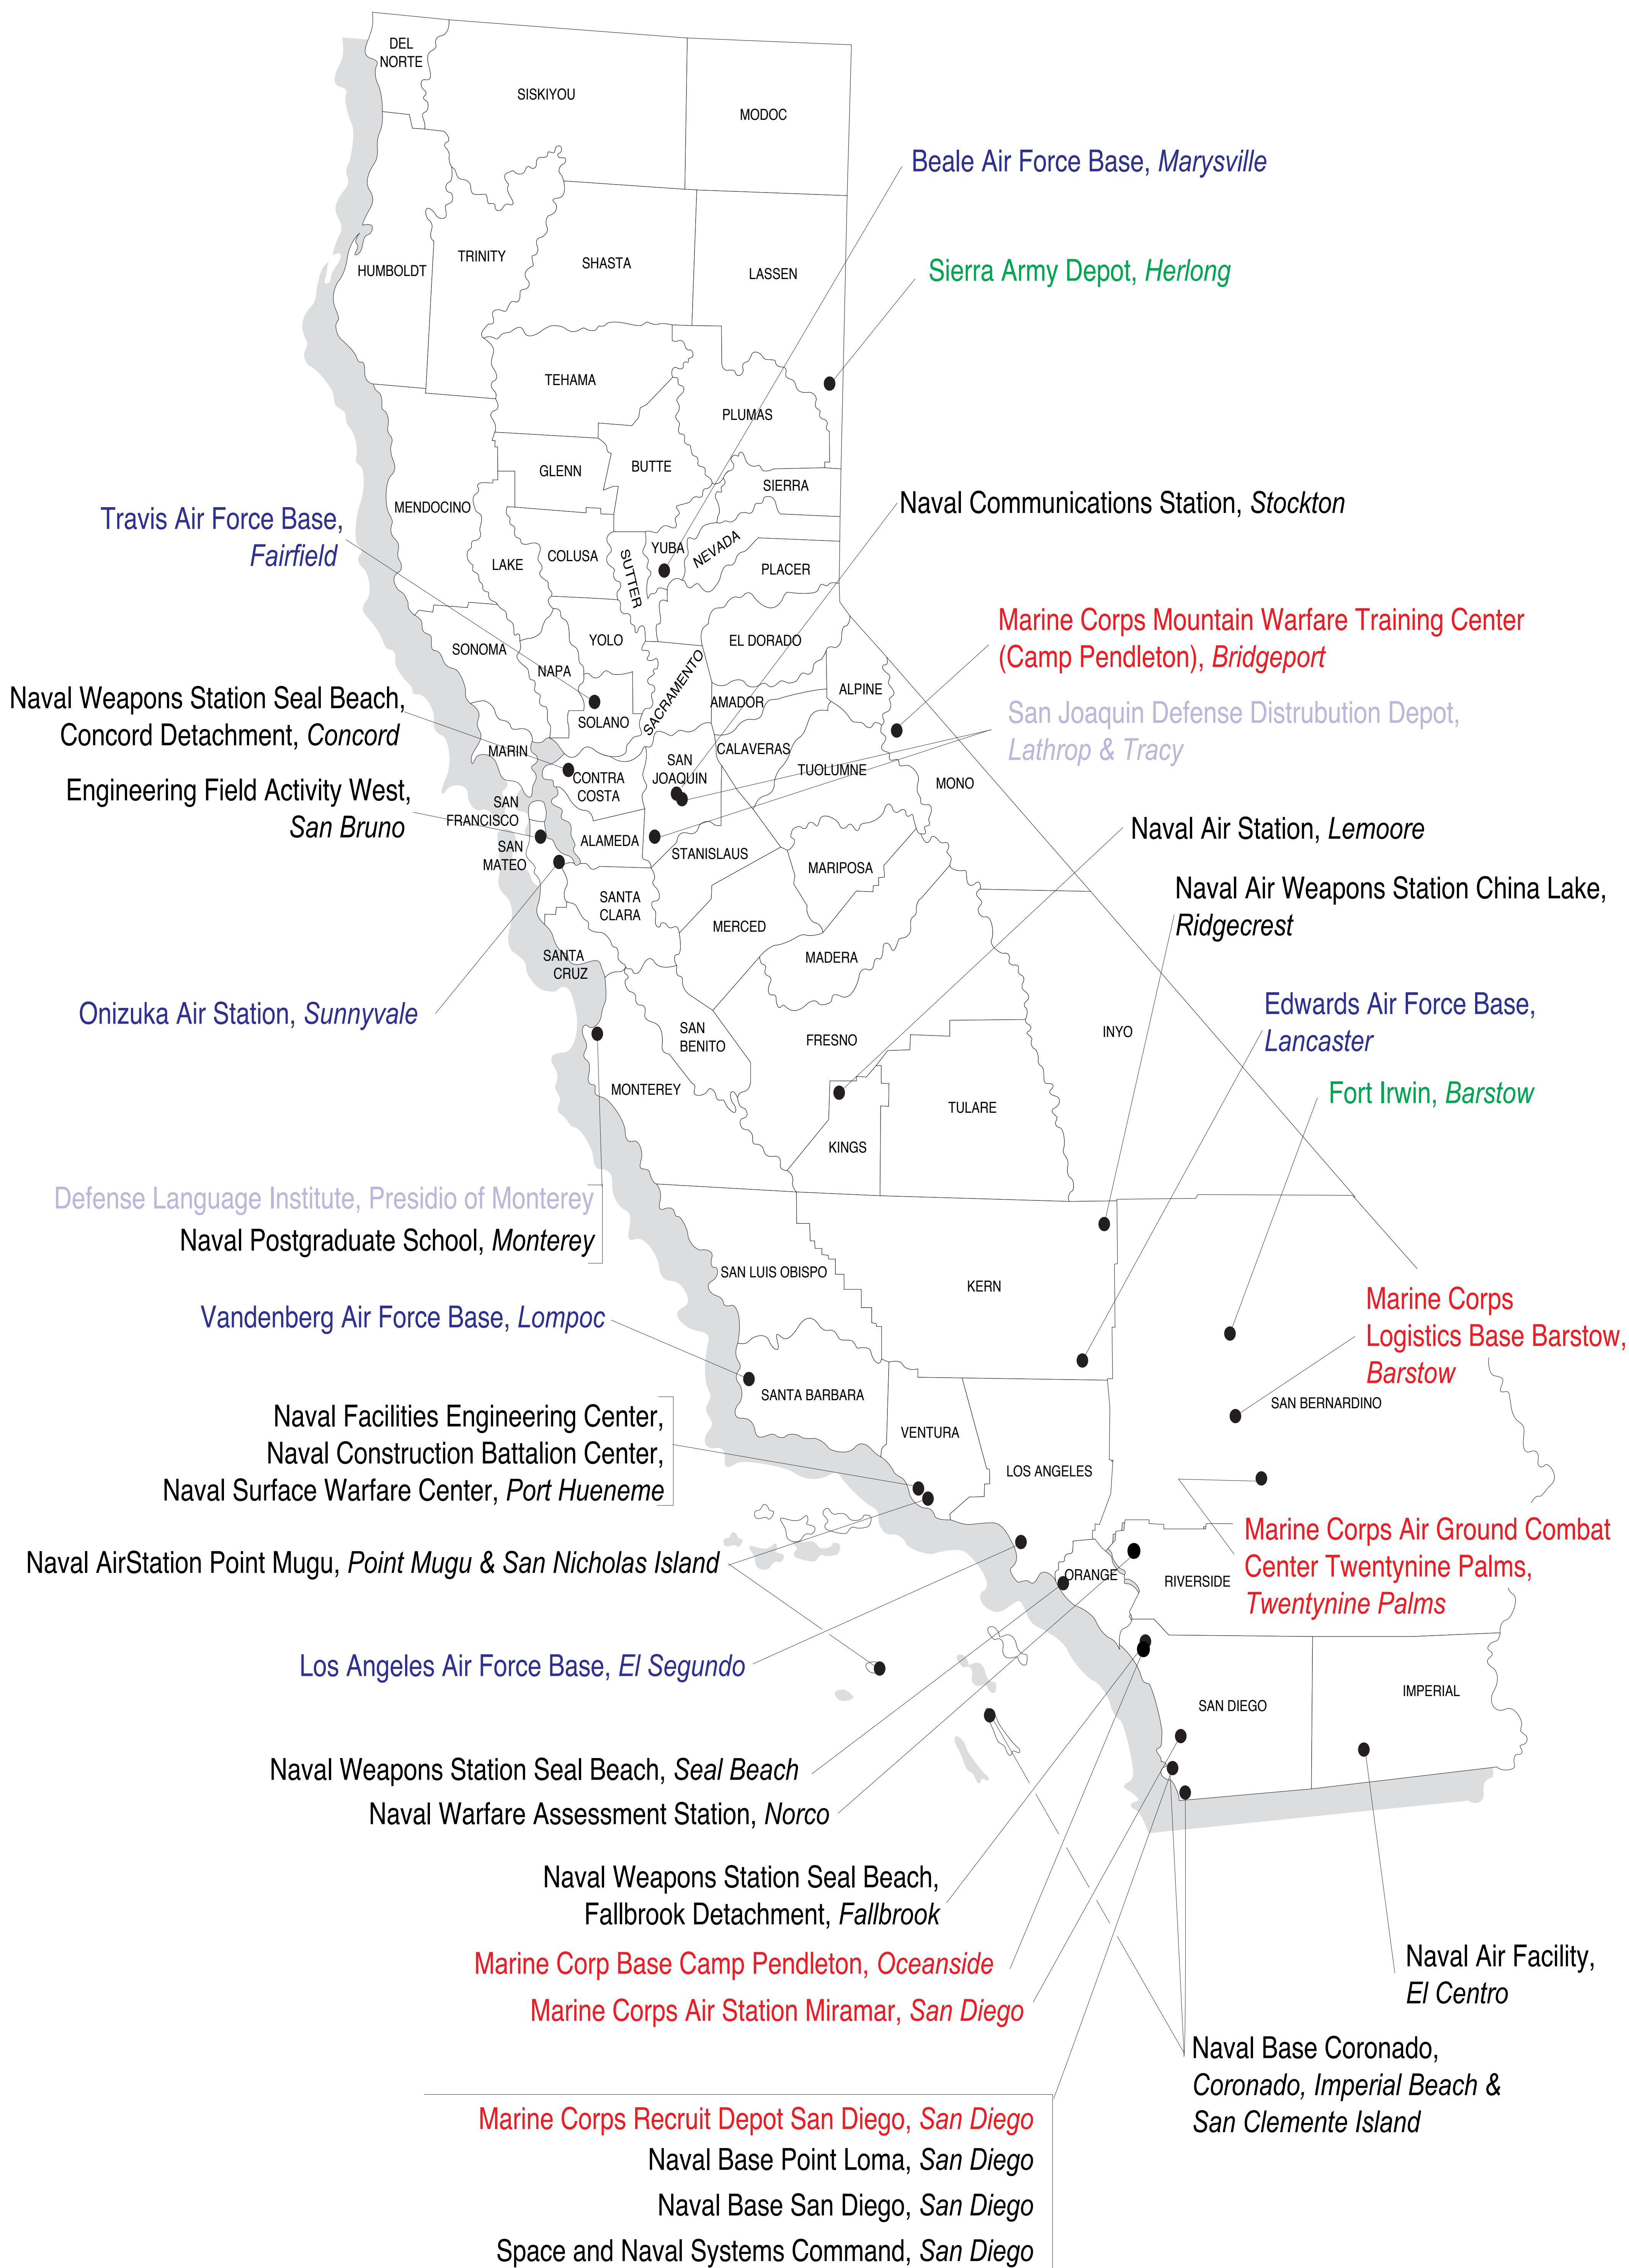 DEL
NORTE
SISKIYOU
MODOC
Beale Air Force Base, Marysville
HUMBOLDT
TRINITY
SHASTA
LASSEN
Sierra Army Depot, Herlong
TEHAMA
PLUMAS
GLENN
BUTTE
SIERRA
MENDOCINO
Naval Communications Station, Stockton
Travis Air Force Base,
Fairfield
LAKE
COLUSA
SUTTER
YUBA
NEVADA
PLACER
SONOMA
NAPA
YOLO
SACRAMENTO
EL DORADO
Marine Corps Mountain Warfare Training Center
(Camp Pendleton), Bridgeport
Naval Weapons Station Seal Beach,
Concord Detachment, Concord
SOLANO
AMADOR
ALPINE
San Joaquin Defense Distrubution Depot,
Lathrop & Tracy
MARIN
CONTRA
COSTA
SAN
JOAQUIN
CALAVERAS
TUOLUMNE
MONO
Engineering Field Activity West,
San Bruno
SAN
FRANCISCO
SAN
MATEO
ALAMEDA
STANISLAUS
MARIPOSA
Naval Air Station, Lemoore
SANTA
CLARA
MERCED
Naval Air Weapons Station China Lake,
Ridgecrest
SANTA
CRUZ
MADERA
Onizuka Air Station, Sunnyvale
SAN
BENITO
FRESNO
INYO
Edwards Air Force Base,
Lancaster
MONTEREY
TULARE
KINGS
Fort Irwin, Barstow
Defense Language Institute, Presidio of Monterey
Naval Postgraduate School, Monterey
SAN LUIS OBISPO
KERN
Vandenberg Air Force Base, Lompoc
Marine Corps
Logistics Base Barstow,
Barstow
SANTA BARBARA
SAN BERNARDINO
Naval Facilities Engineering Center,
Naval Construction Battalion Center,
Naval Surface Warfare Center, Port Hueneme
VENTURA
LOS ANGELES
Naval AirStation Point Mugu, Point Mugu & San Nicholas Island
ORANGE
RIVERSIDE
Marine Corps Air Ground Combat
Center Twentynine Palms,
Twentynine Palms
Los Angeles Air Force Base, El Segundo
SAN DIEGO
IMPERIAL
Naval Weapons Station Seal Beach, Seal Beach
Naval Warfare Assessment Station, Norco
Naval Weapons Station Seal Beach,
Fallbrook Detachment, Fallbrook
Marine Corp Base Camp Pendleton, Oceanside
Marine Corps Air Station Miramar, San Diego
Naval Air Facility,
El Centro
Naval Base Coronado,
Coronado, Imperial Beach &
San Clemente Island
Marine Corps Recruit Depot San Diego, San Diego
Naval Base Point Loma, San Diego
Naval Base San Diego, San Diego
Space and Naval Systems Command, San Diego